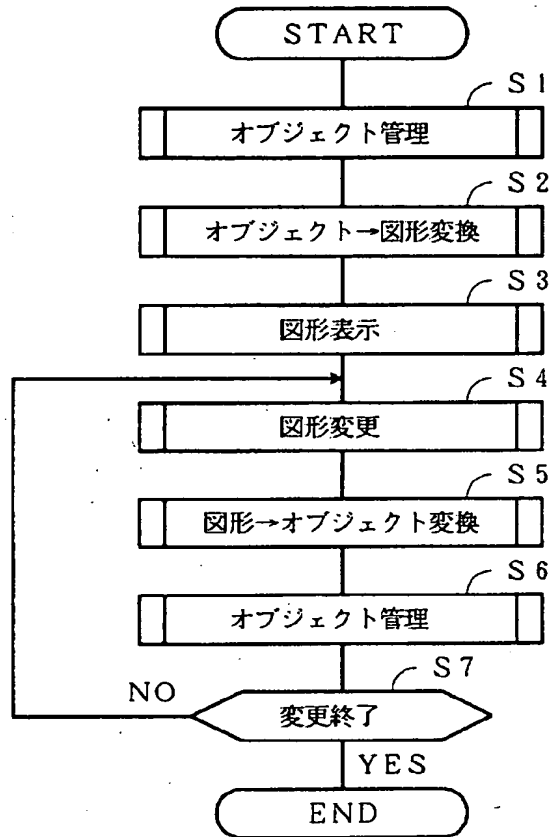 START
S1
オブジェクト管理
S2
オブジェクト→図形変換
S3
図形表示
S4
図形変更
S5
図形→オブジェクト変換
S6
オブジェクト管理
S7
NO
変更終了
YES
END